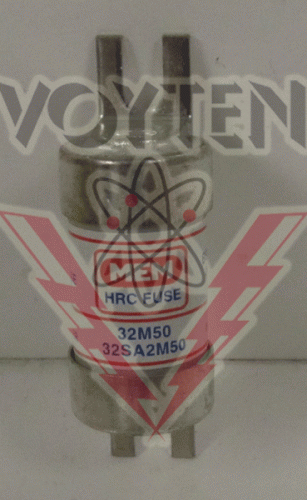 VOYTEN
MEM
HRC FUSE
32M50
32SA2M50